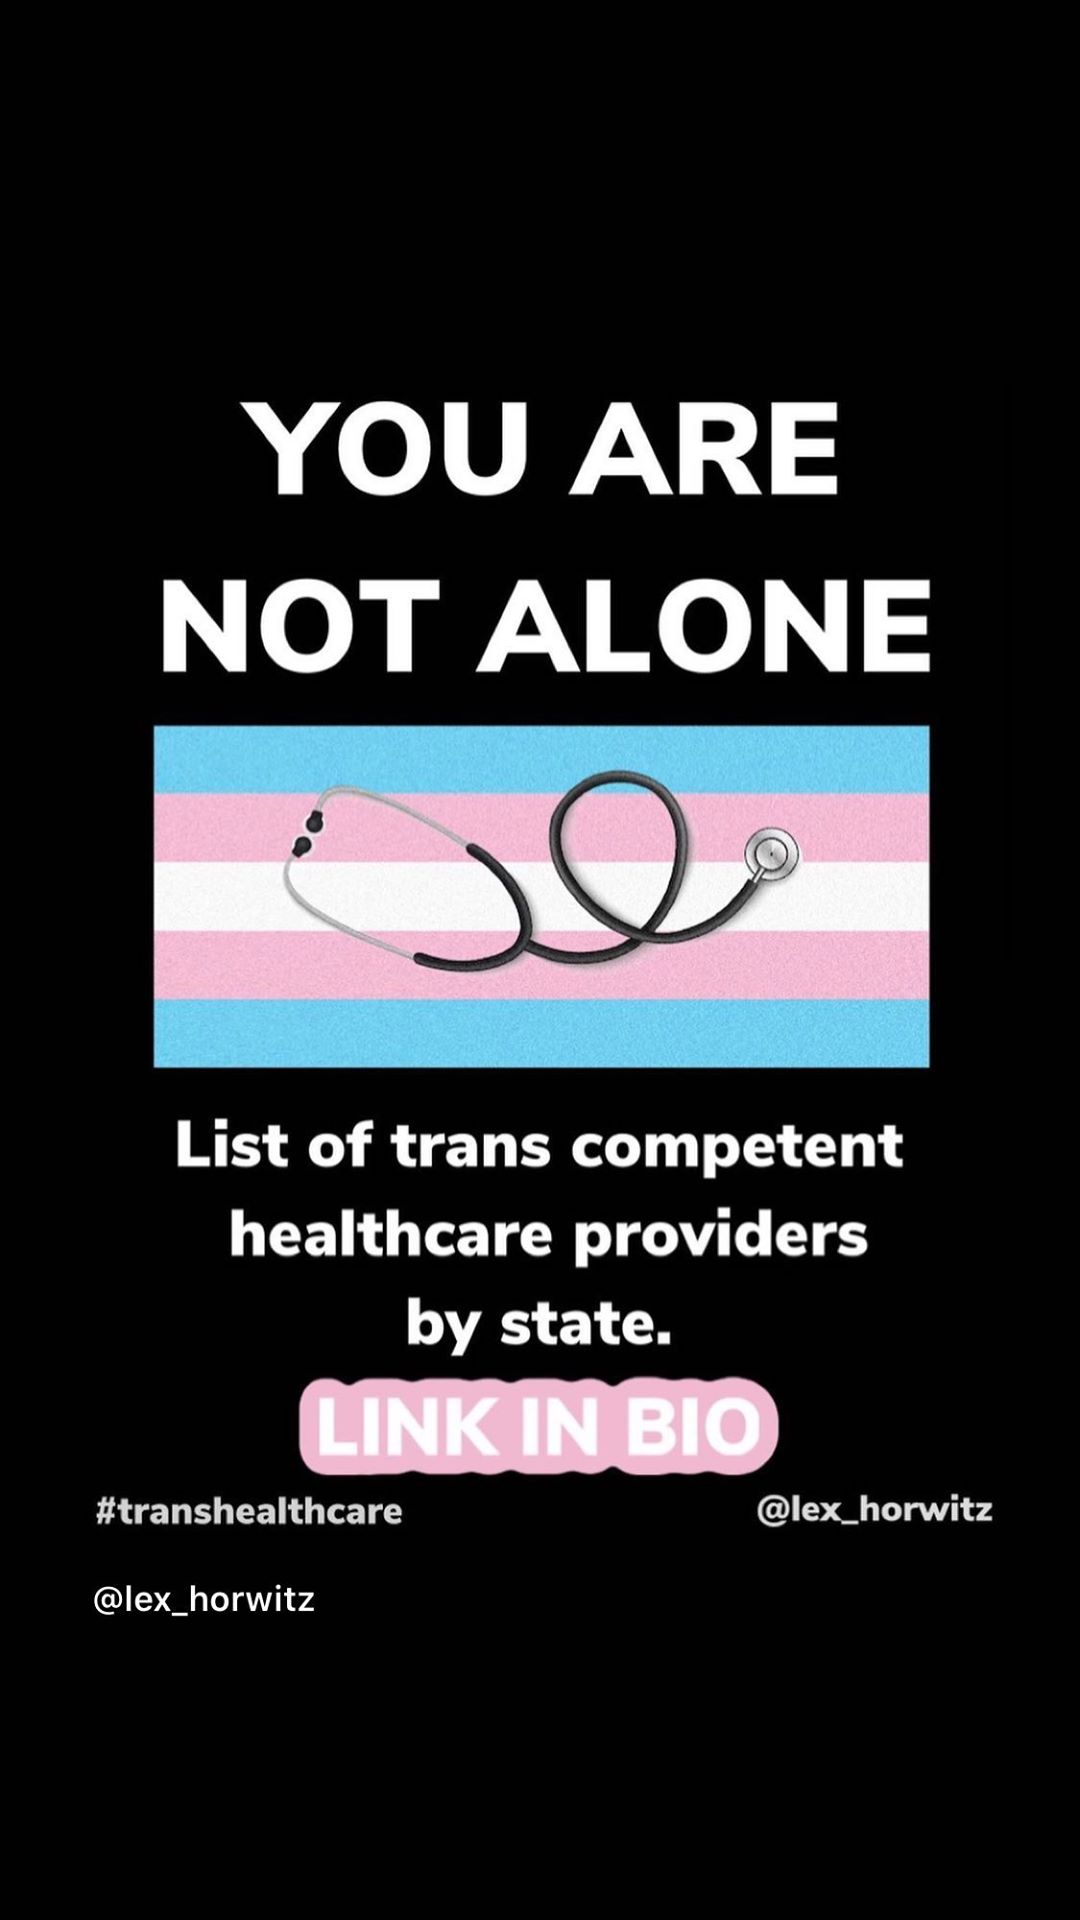 YOU ARE
NOT ALONE
List of trans competent
healthcare providers
by state.
LINK IN BIO
#transhealthcare
@lex_horwitz
@lex_horwitz